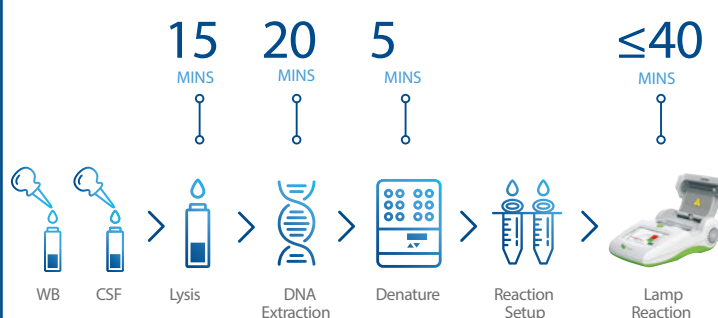 15 20 5 ≤40
MINS MINS MINS MINS
WB CSF Lysis DNA Extraction Denature Reaction Setup Lamp Reaction